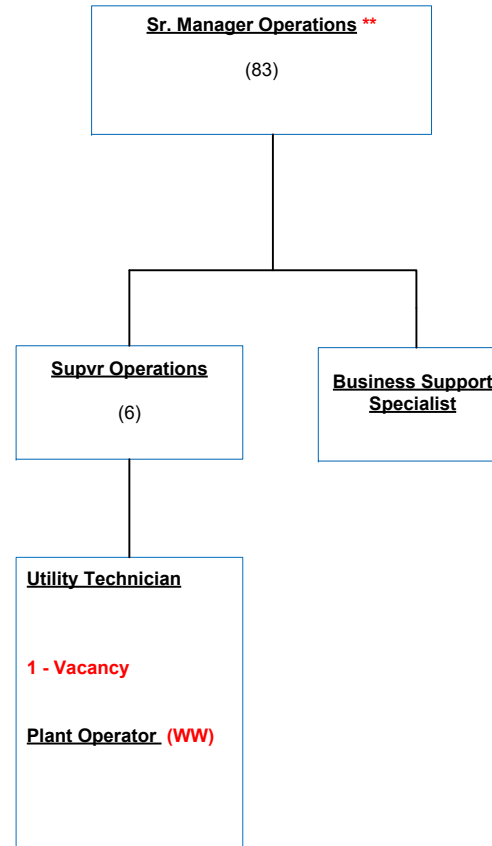 Sr. Manager Operations **
(83)
Supvr Operations
(6)
Business Support
Specialist
Utility Technician
1 - Vacancy
Plant Operator (WW)